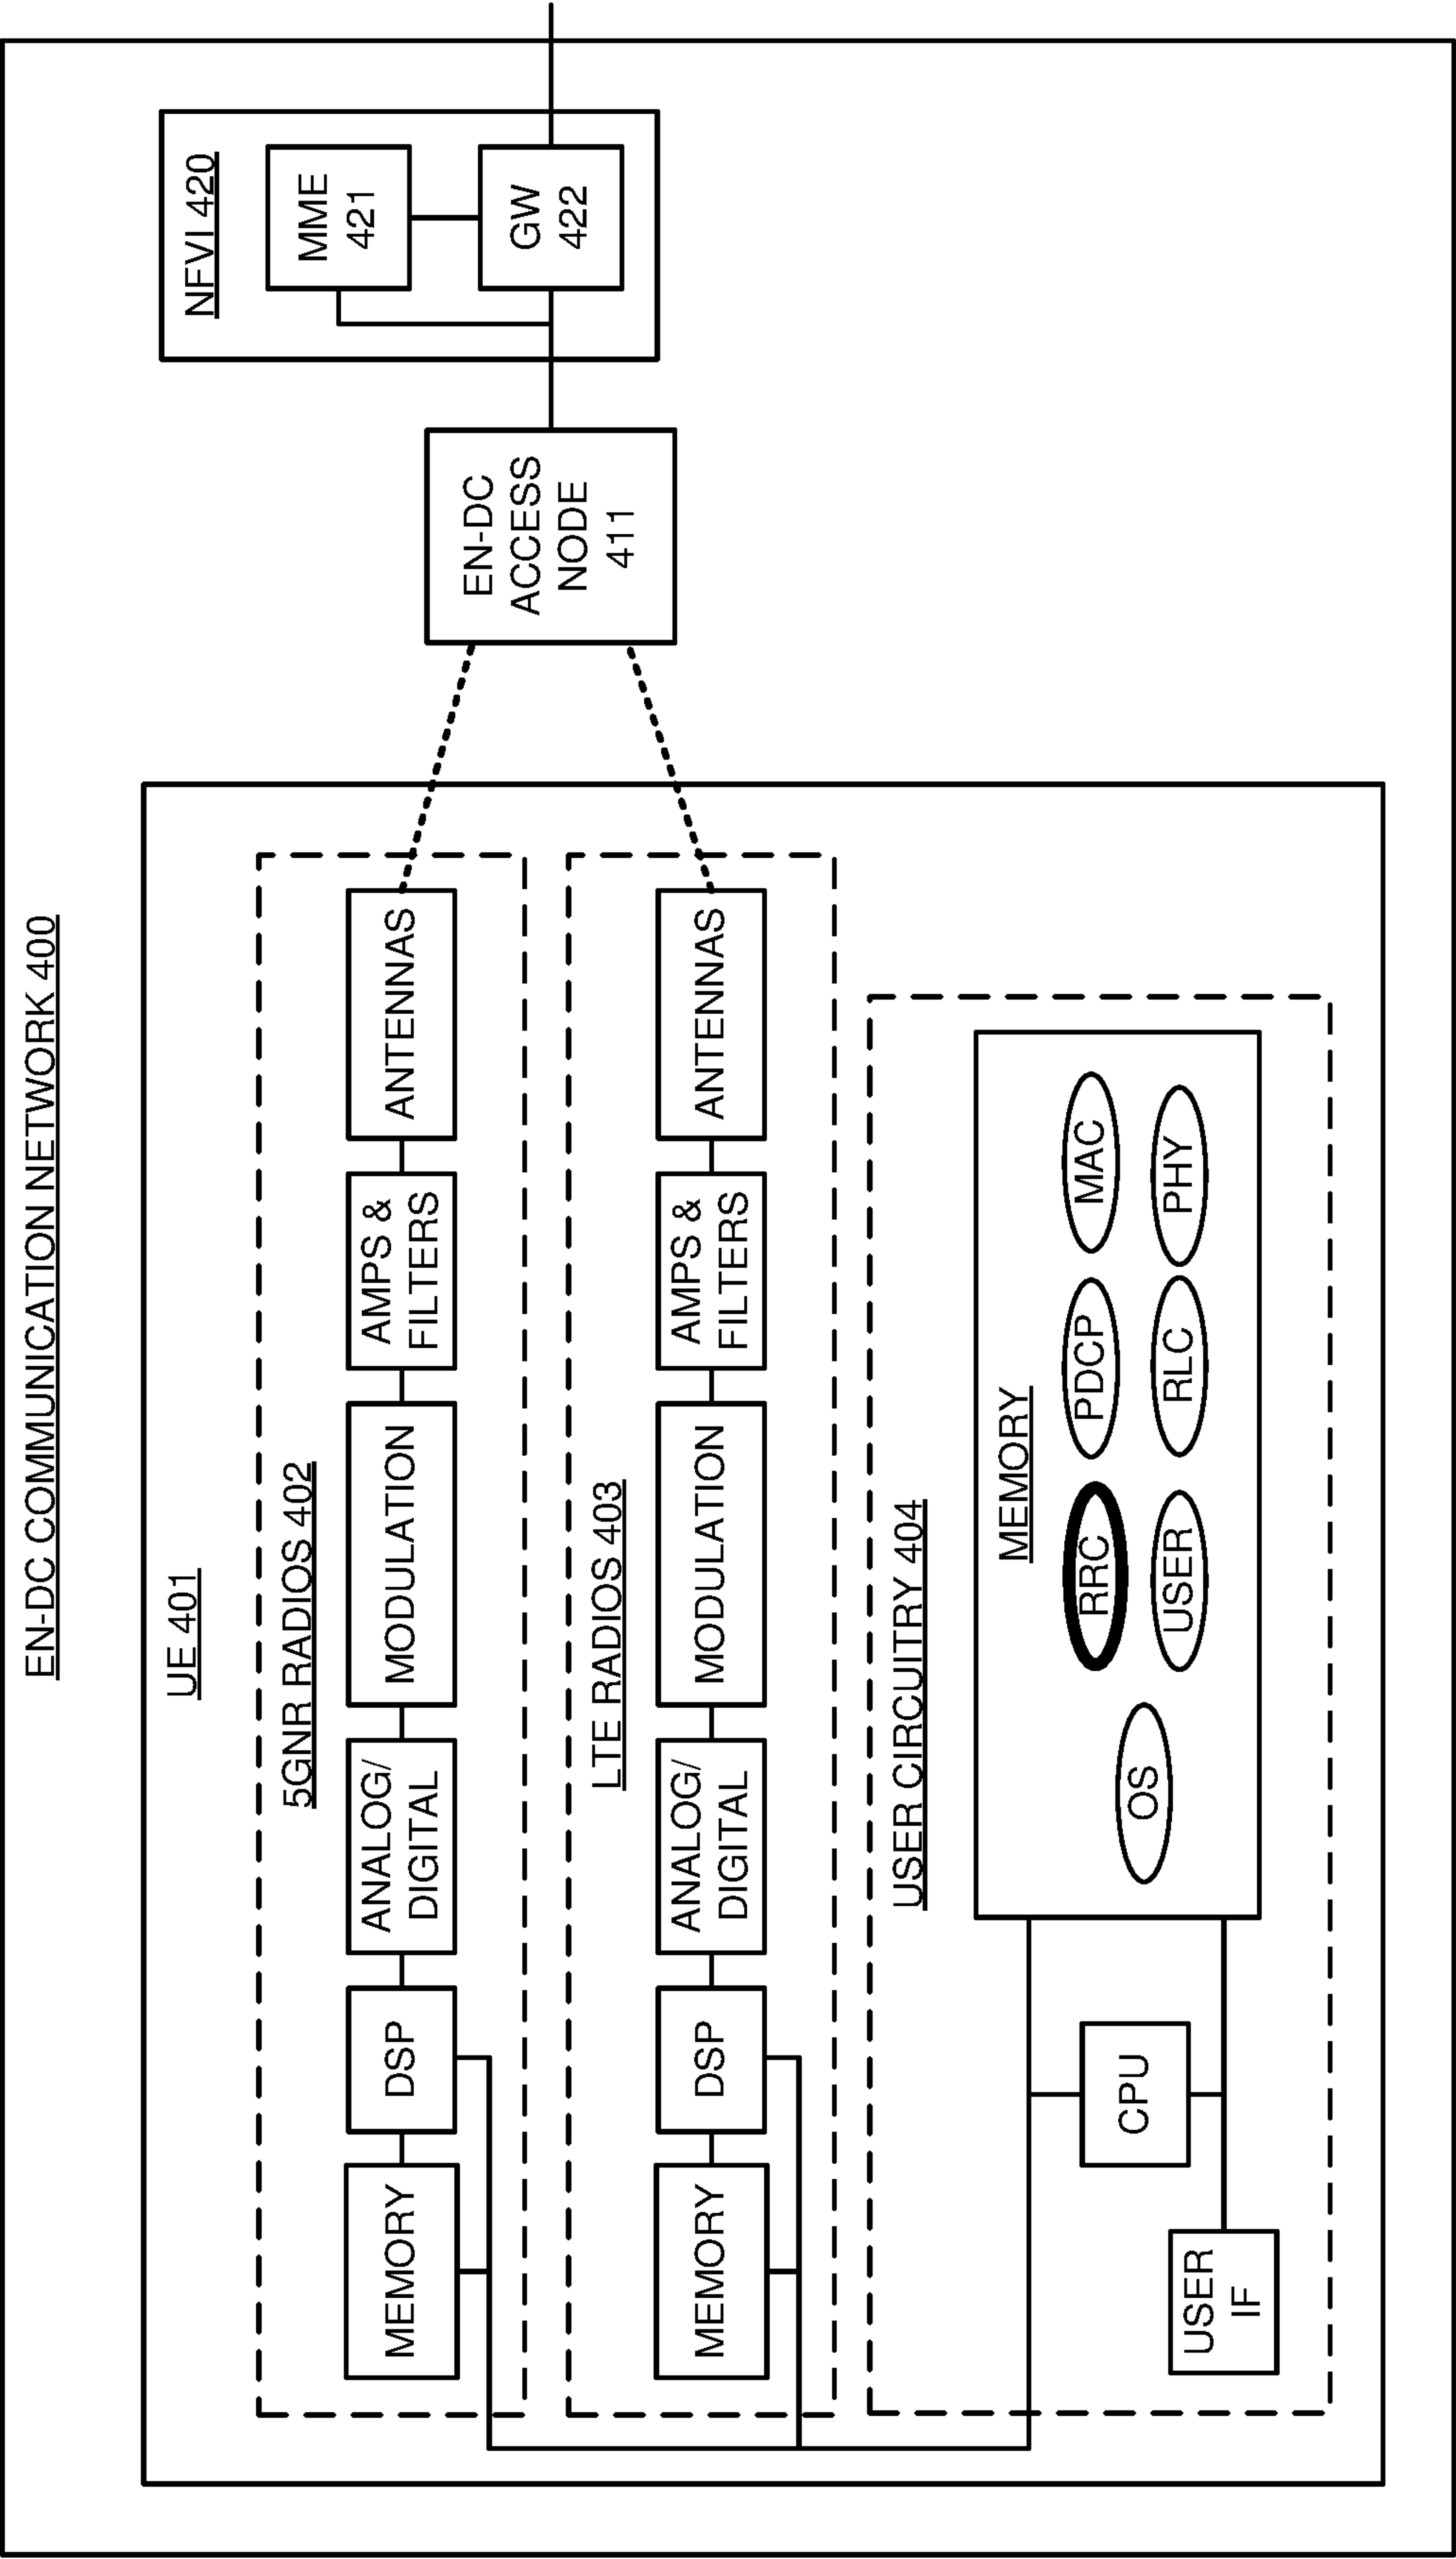 EN-DC COMMUNICATION NETWORK 400
UE 401
5GNR RADIOS 402
MEMORY
DSP
ANALOG/
DIGITAL
MODULATION
AMPS &
FILTERS
ANTENNAS
LTE RADIOS 403
MEMORY
DSP
ANALOG/
DIGITAL
MODULATION
AMPS &
FILTERS
ANTENNAS
USER CIRCUITRY 404
USER
IF
CPU
MEMORY
OS
RRC
PDCP
MAC
USER
RLC
PHY
EN-DC
ACCESS
NODE
411
NFVI 420
MME
421
GW
422